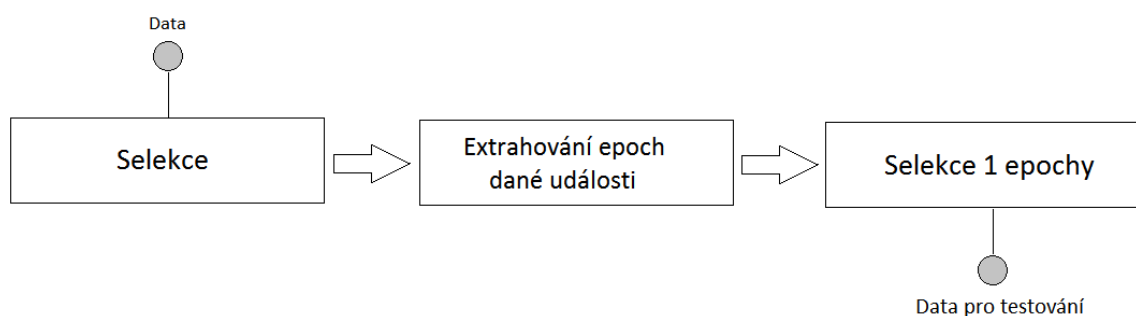 Data
Selekce
Extrahování epoch
dané události
Selekce 1 epochy
Data pro testování